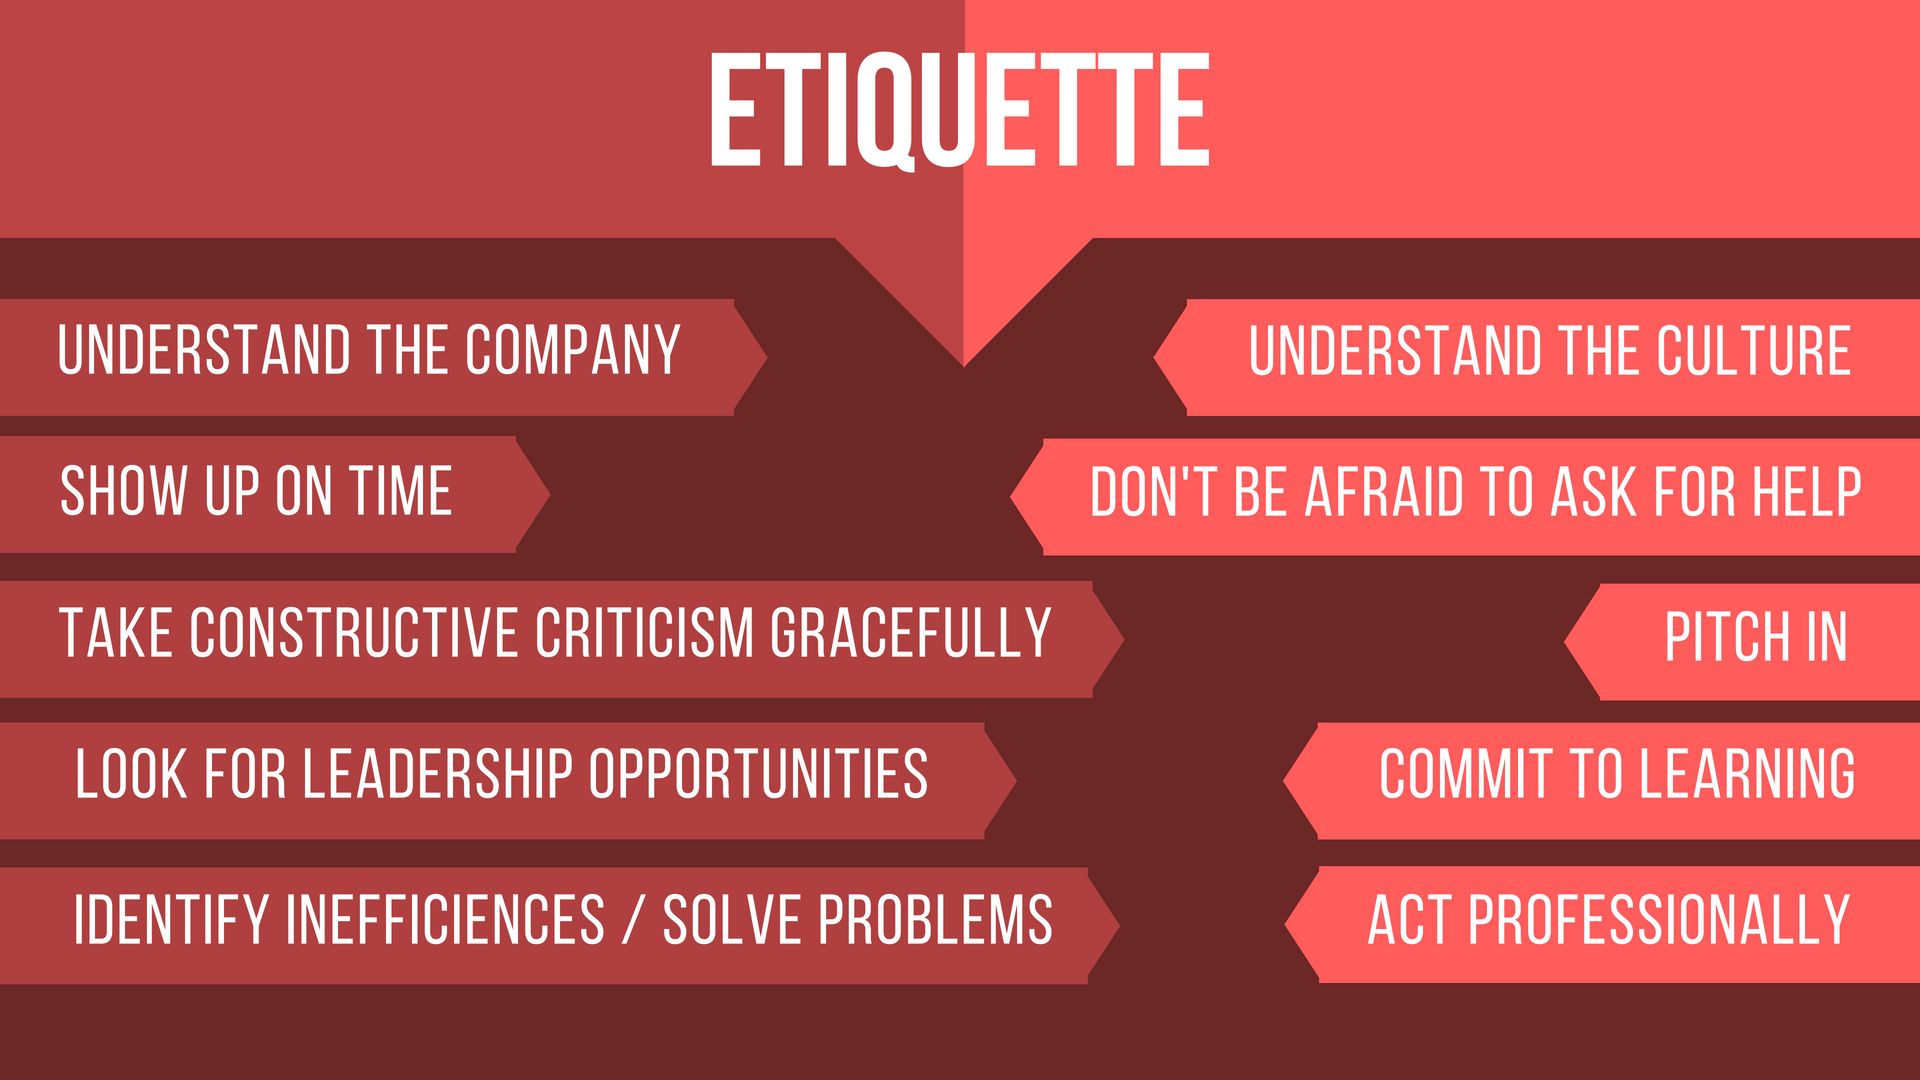 ETIQUETTE
UNDERSTAND THE COMPANY
UNDERSTAND THE CULTURE
SHOW UP ON TIME
DON'T BE AFRAID TO ASK FOR HELP
TAKE CONSTRUCTIVE CRITICISM GRACEFULLY
PITCH IN
LOOK FOR LEADERSHIP OPPORTUNITIES
COMMIT TO LEARNING
IDENTIFY INEFFICIENCES / SOLVE PROBLEMS
ACT PROFESSIONALLY